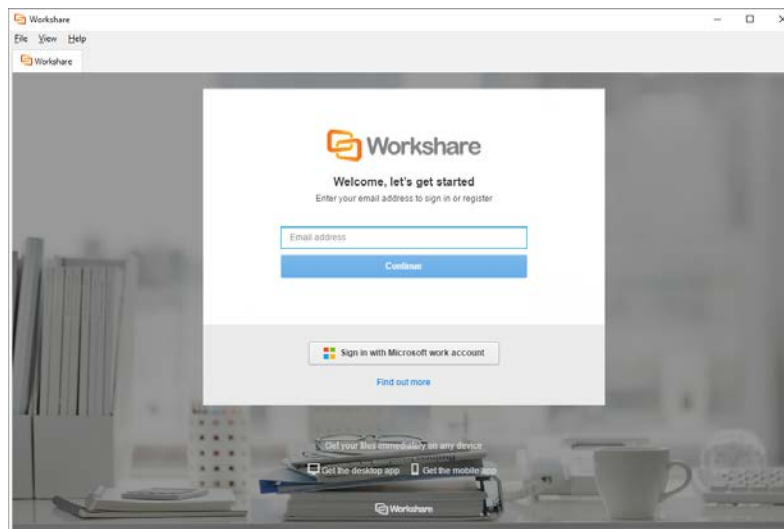 Workshare
File View Help
Workshare
Workshare
Welcome, let's get started
Enter your email address to sign in or register
Email address
Continue
Sign in with Microsoft work account
Find out more
Get your files immediately on any device
Get the desktop app Get the mobile app
Workshare